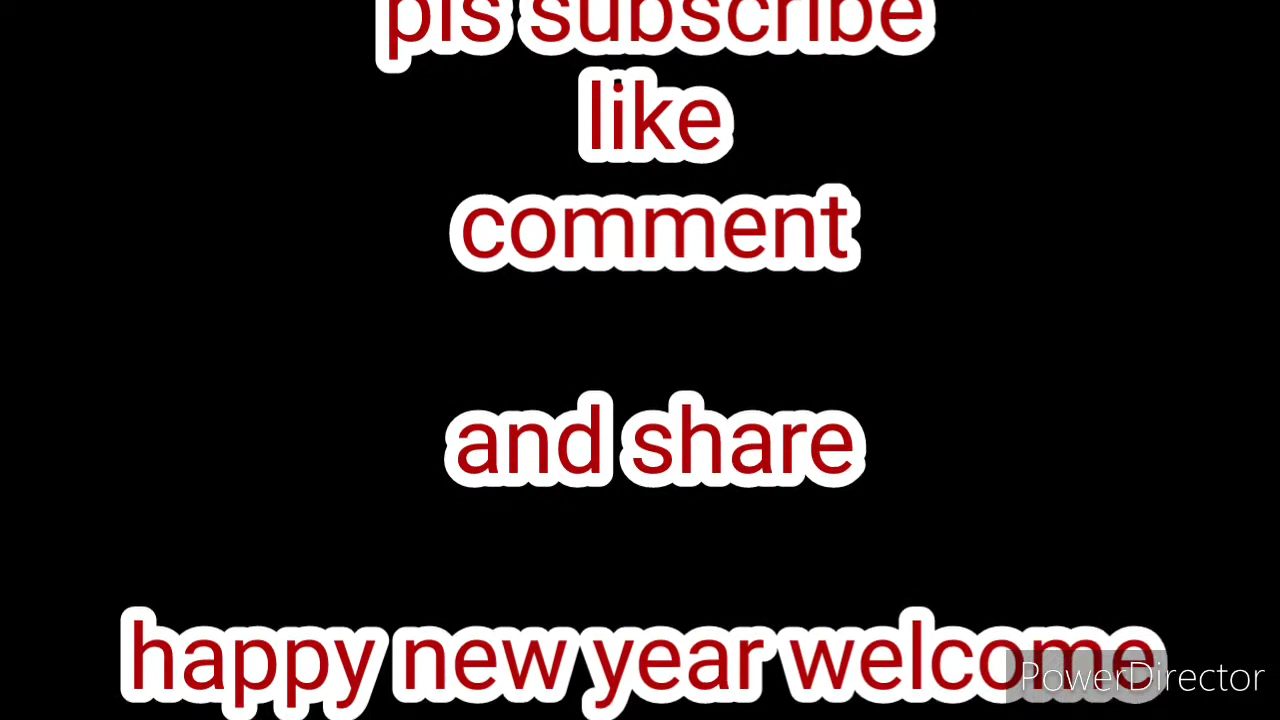 pls subscribe
like
comment
and share
happy new year welcome
PowerDirector